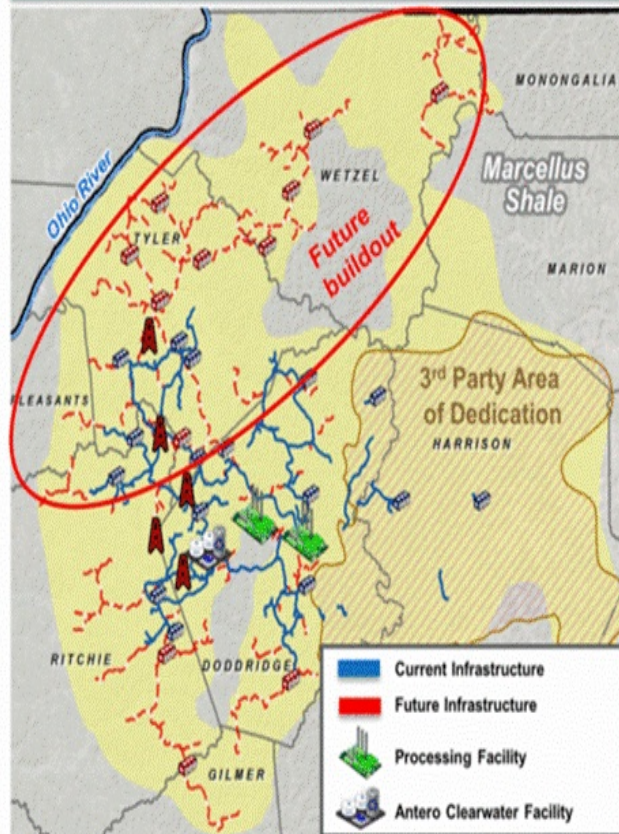 MONONGALIA
Marcellus
Shale
WETZEL
Ohio River
TYLER
Future
buildout
MARION
PLEASANTS
3rd Party Area
of Dedication
HARRISON
RITCHIE
DODDRIDGE
GILMER
Current Infrastructure
Future Infrastructure
Processing Facility
Antero Clearwater Facility